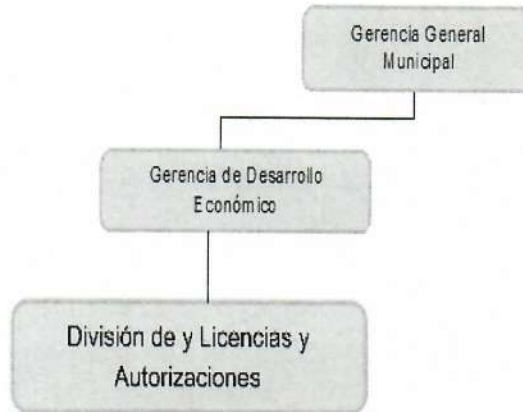 Gerencia General
Municipal
Gerencia de Desarrollo
Económico
División de y Licencias y
Autorizaciones